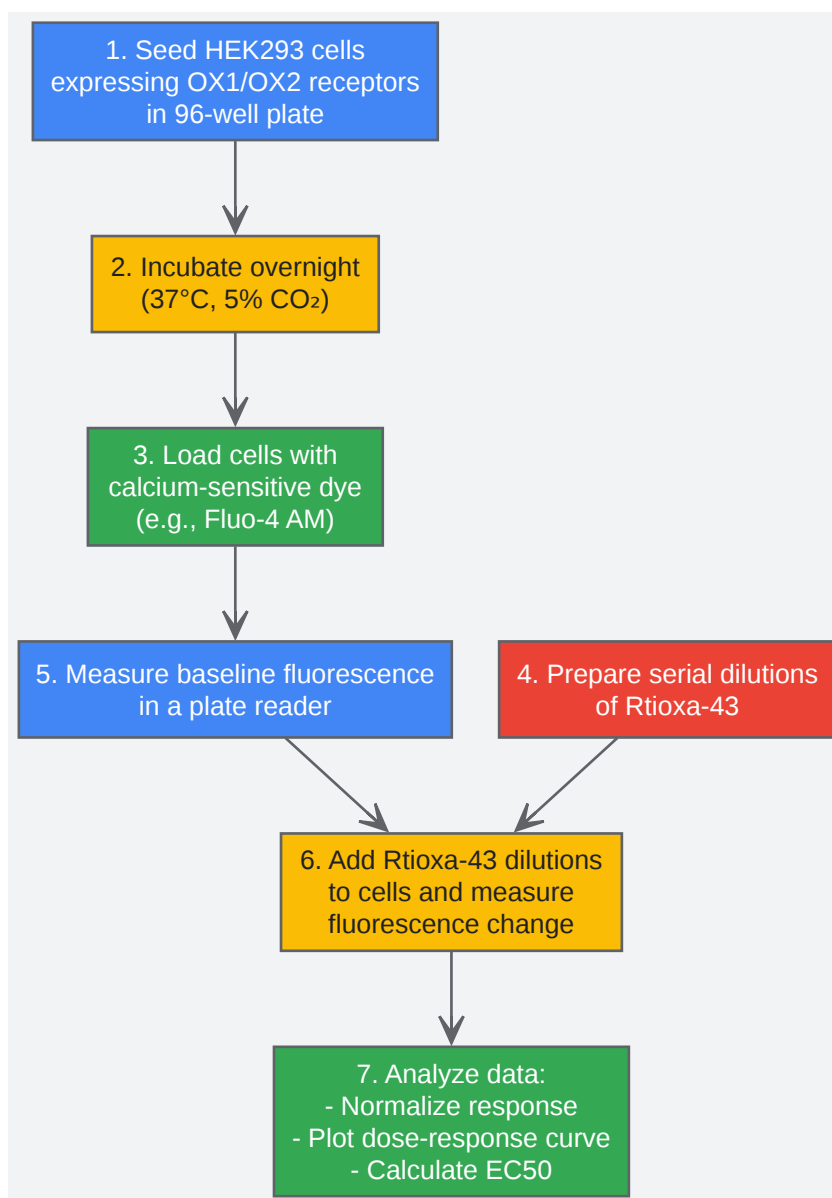 1. Seed HEK293 cells
expressing OX1/OX2 receptors
in 96-well plate
2. Incubate overnight
(37°C, 5% CO₂)
3. Load cells with
calcium-sensitive dye
(e.g., Fluo-4 AM)
5. Measure baseline fluorescence
in a plate reader
4. Prepare serial dilutions
of Rtioxa-43
6. Add Rtioxa-43 dilutions
to cells and measure
fluorescence change
7. Analyze data:
- Normalize response
- Plot dose-response curve
- Calculate EC50